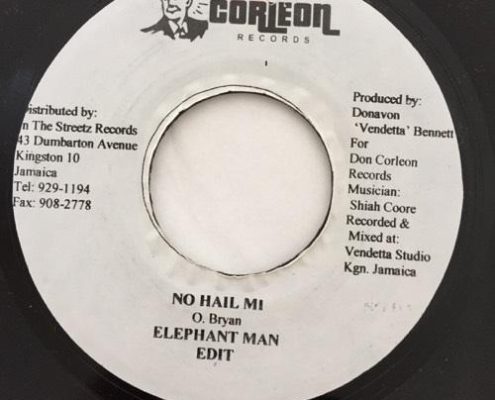 CORLEON
RECORDS
istributed by:
n The Streetz Records
43 Dumbarton Avenue
Kingston 10
Jamaica
Tel: 929-1194
Fax: 908-2778
Produced by:
Donavon
'Vendetta' Bennett
For
Don Corleon
Records
Musician:
Shiah Coore
Recorded &
Mixed at:
Vendetta Studio
Kgn. Jamaica
NO HAIL MI
O. Bryan
ELEPHANT MAN
EDIT